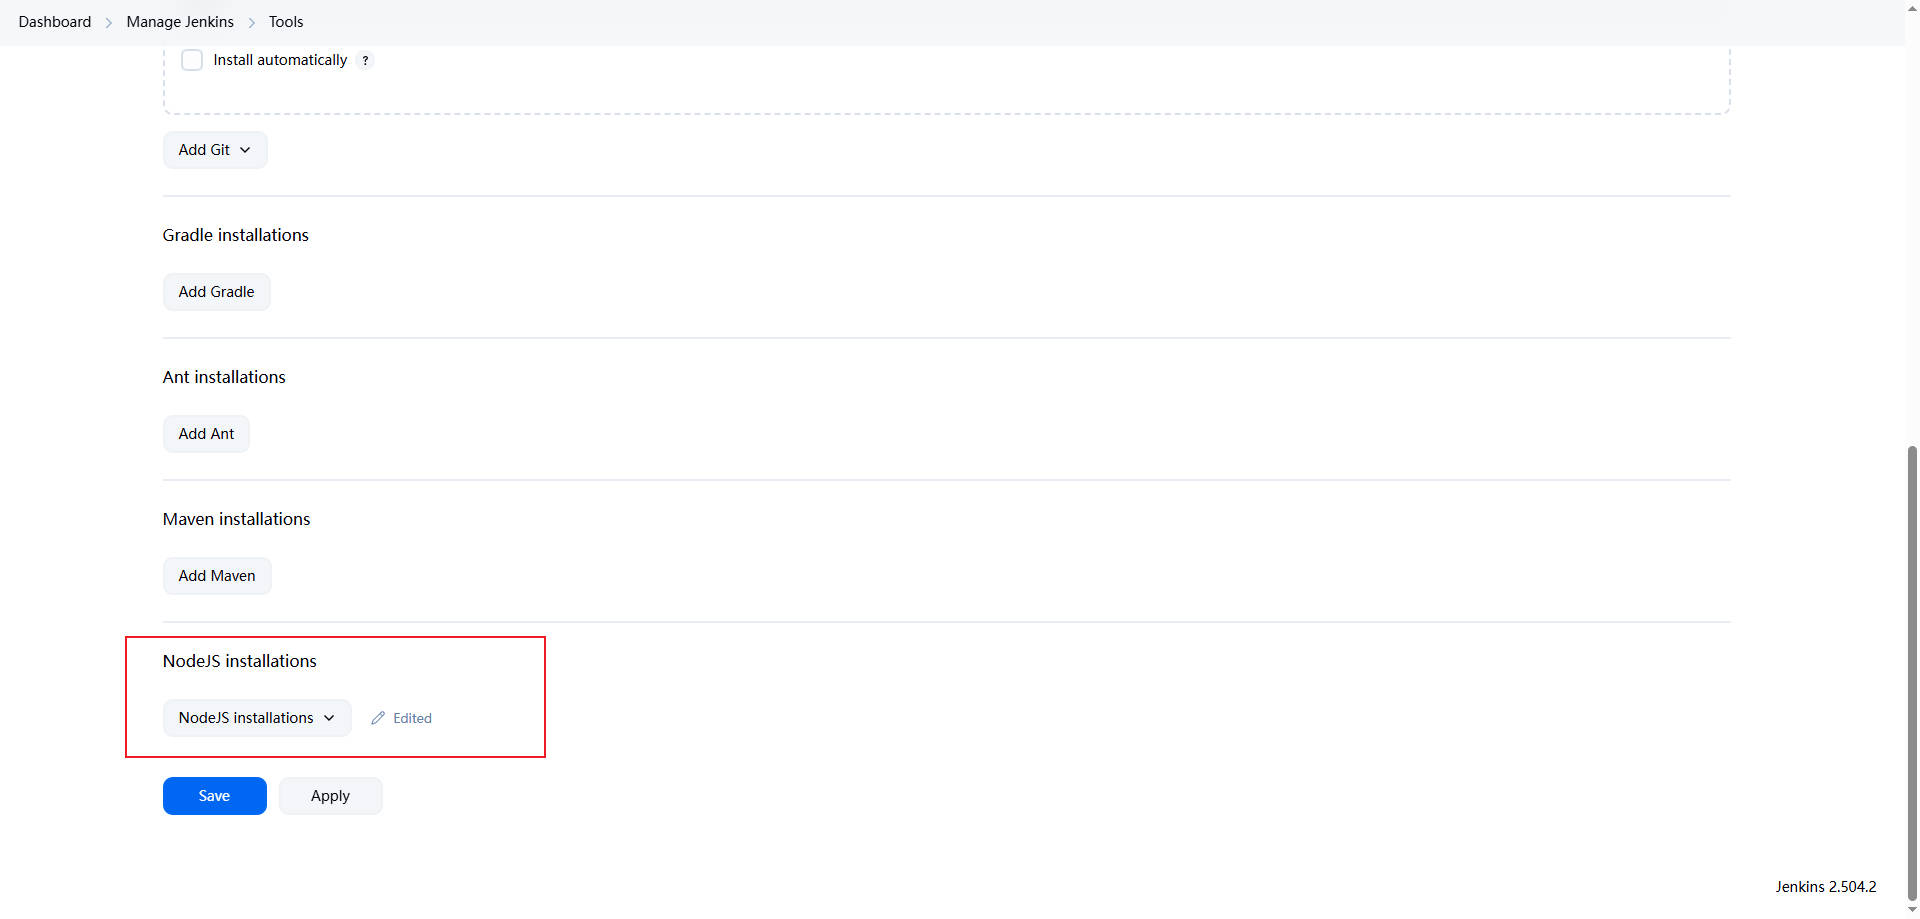 Dashboard Manage Jenkins Tools
Install automatically ?
Add Git
Gradle installations
Add Gradle
Ant installations
Add Ant
Maven installations
Add Maven
NodeJS installations
NodeJS installations Edited
Save Apply
Jenkins 2.504.2